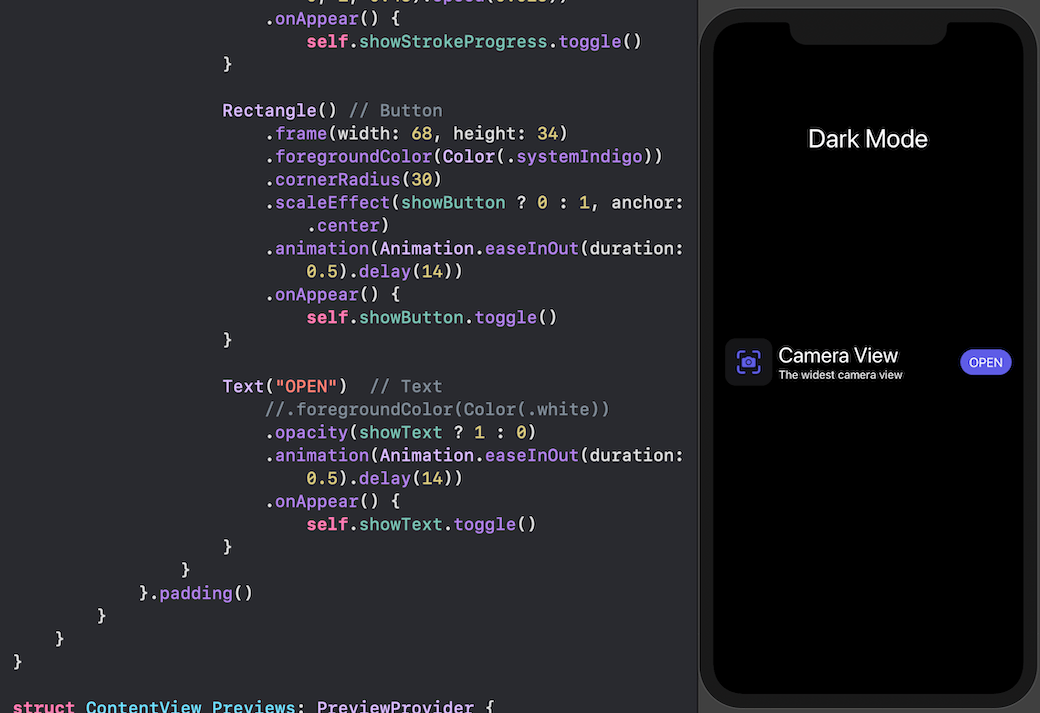 .onAppear() {
self.showStrokeProgress.toggle()
}
Rectangle() // Button
.frame(width: 68, height: 34)
.foregroundColor(Color(.systemIndigo))
.cornerRadius(30)
.scaleEffect(showButton ? 0 : 1, anchor:
.center)
.animation(Animation.easeInOut(duration:
0.5).delay(14))
.onAppear() {
self.showButton.toggle()
}
Text("OPEN")  // Text
//.foregroundColor(Color(.white))
.opacity(showText ? 1 : 0)
.animation(Animation.easeInOut(duration:
0.5).delay(14))
.onAppear() {
self.showText.toggle()
}
}
}.padding()
}
}
}
struct ContentView_Previews: PreviewProvider {
Dark Mode
Camera View
The widest camera view
OPEN